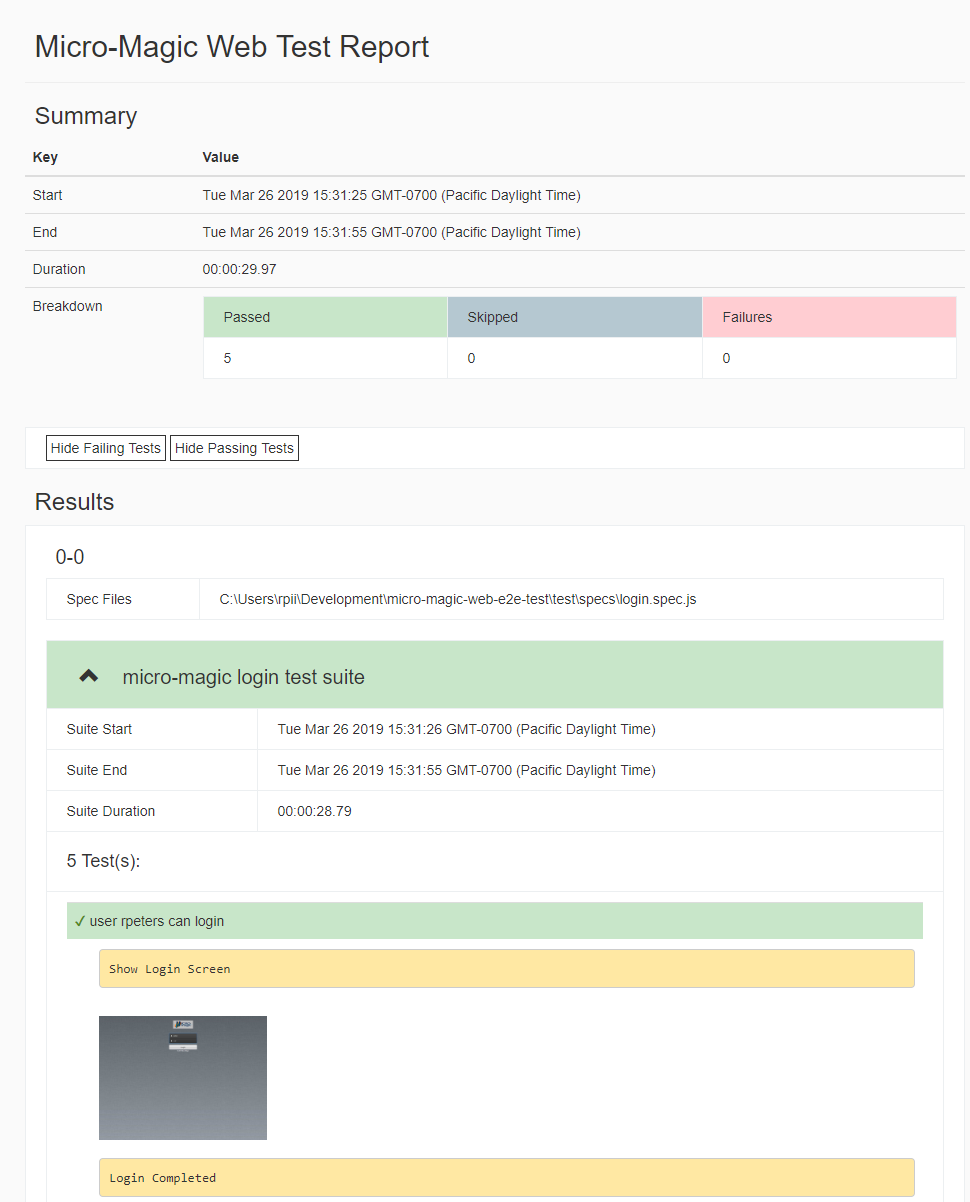 Micro-Magic Web Test Report
Summary
Key Value
Start Tue Mar 26 2019 15:31:25 GMT-0700 (Pacific Daylight Time)
End Tue Mar 26 2019 15:31:55 GMT-0700 (Pacific Daylight Time)
Duration 00:00:29.97
Breakdown
Passed Skipped Failures
5 0 0
Hide Failing Tests Hide Passing Tests
Results
0-0
Spec Files C:\Users\rpii\Development\micro-magic-web-e2e-test\test\specs\login.spec.js
micro-magic login test suite
Suite Start Tue Mar 26 2019 15:31:26 GMT-0700 (Pacific Daylight Time)
Suite End Tue Mar 26 2019 15:31:55 GMT-0700 (Pacific Daylight Time)
Suite Duration 00:00:28.79
5 Test(s):
✓ user rpeters can login
Show Login Screen
Login Completed